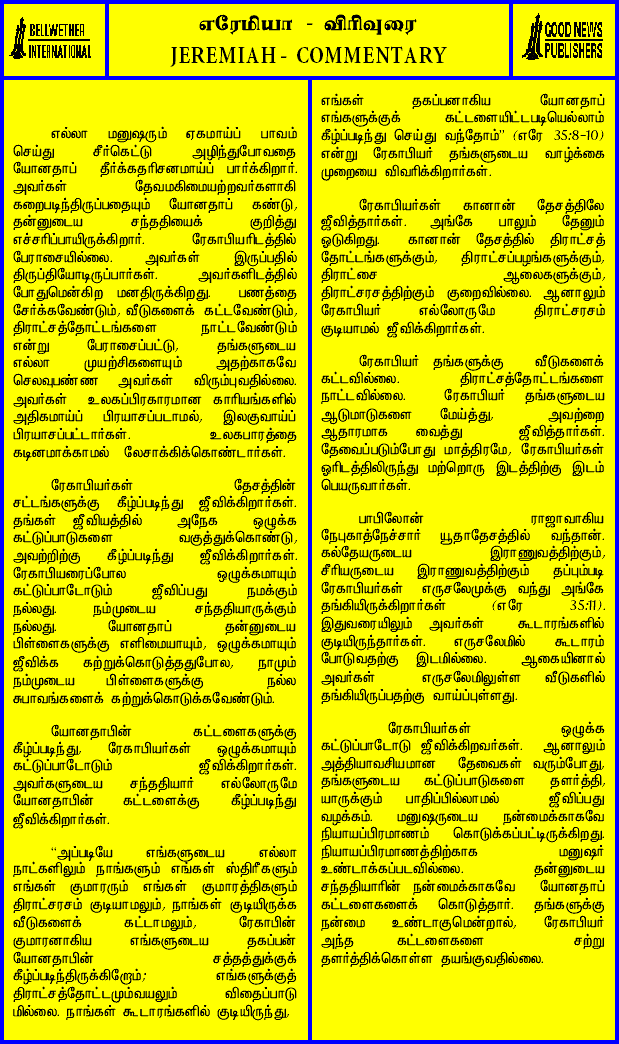 BELLWETHER
INTERNATIONAL
எரேமியா - விரிவுரை
JEREMIAH - COMMENTARY
GOOD NEWS
PUBLISHERS
எல்லா மனுஷரும் ஏகமாய்ப் பாவம்
செய்து சீர்கெட்டு அழிந்துபோவதை
யோனதாப் தீர்க்கதரிசனமாய்ப் பார்க்கிறார்.
அவர்கள் தேவமகிமையற்றவர்களாகி
கறைபடிந்திருப்பதையும் யோனதாப் கண்டு,
தன்னுடைய சந்ததியைக் குறித்து
எச்சரிப்பாயிருக்கிறார். ரேகாபியரிடத்தில்
பேராசையில்லை. அவர்கள் இருப்பதில்
திருப்தியோடிருப்பார்கள். அவர்களிடத்தில்
போதுமென்கிற மனதிருக்கிறது. பணத்தை
சேர்க்கவேண்டும், வீடுகளைக் கட்டவேண்டும்,
திராட்சத்தோட்டங்களை நாட்டவேண்டும்
என்று பேராசைப்பட்டு, தங்களுடைய
எல்லா முயற்சிகளையும் அதற்காகவே
செலவுபண்ண அவர்கள் விரும்புவதில்லை.
அவர்கள் உலகப்பிரகாரமான காரியங்களில்
அதிகமாய்ப் பிரயாசப்படாமல், இலகுவாய்ப்
பிரயாசப்பட்டார்கள். உலகபாரத்தை
கடினமாக்காமல் லேசாக்கிக்கொண்டார்கள்.
ரேகாபியர்கள் தேசத்தின்
சட்டங்களுக்கு கீழ்ப்படிந்து ஜீவிக்கிறார்கள்.
தங்கள் ஜீவியத்தில் அநேக ஒழுக்க
கட்டுப்பாடுகளை வகுத்துக்கொண்டு,
அவற்றிற்கு கீழ்ப்படிந்து ஜீவிக்கிறார்கள்.
ரேகாபியரைப்போல ஒழுக்கமாயும்
கட்டுப்பாடோடும் ஜீவிப்பது நமக்கும்
நல்லது. நம்முடைய சந்ததியாருக்கும்
நல்லது. யோனதாப் தன்னுடைய
பிள்ளைகளுக்கு எளிமையாயும், ஒழுக்கமாயும்
ஜீவிக்க கற்றுக்கொடுத்ததுபோல, நாமும்
நம்முடைய பிள்ளைகளுக்கு நல்ல
சுபாவங்களைக் கற்றுக்கொடுக்கவேண்டும்.
யோனதாபின் கட்டளைகளுக்கு
கீழ்ப்படிந்து, ரேகாபியர்கள் ஒழுக்கமாயும்
கட்டுப்பாடோடும் ஜீவிக்கிறார்கள்.
அவர்களுடைய சந்ததியார் எல்லோருமே
யோனதாபின் கட்டளைக்கு கீழ்ப்படிந்து
ஜீவிக்கிறார்கள்.
“அப்படியே எங்களுடைய எல்லா
நாட்களிலும் நாங்களும் எங்கள் ஸ்திரீகளும்
எங்கள் குமாரரும் எங்கள் குமாரத்திகளும்
திராட்சரசம் குடியாமலும், நாங்கள் குடியிருக்க
வீடுகளைக் கட்டாமலும், ரேகாபின்
குமாரனாகிய எங்களுடைய தகப்பன்
யோனதாபின் சத்தத்துக்குக்
கீழ்ப்படிந்திருக்கிறோம்; எங்களுக்குத்
திராட்சத்தோட்டமும்வயலும் விதைப்பாடு
மில்லை. நாங்கள் கூடாரங்களில் குடியிருந்து,
எங்கள் தகப்பனாகிய யோனதாப்
எங்களுக்குக் கட்டளையிட்டபடியெல்லாம்
கீழ்ப்படிந்து செய்து வந்தோம்” (எரே 35:8-10)
என்று ரேகாபியர் தங்களுடைய வாழ்க்கை
முறையை விவரிக்கிறார்கள்.
ரேகாபியர்கள் கானான் தேசத்திலே
ஜீவித்தார்கள். அங்கே பாலும் தேனும்
ஓடுகிறது. கானான் தேசத்தில் திராட்சத்
தோட்டங்களுக்கும், திராட்சப்பழங்களுக்கும்,
திராட்சை ஆலைகளுக்கும்,
திராட்சரசத்திற்கும் குறைவில்லை. ஆனாலும்
ரேகாபியர் எல்லோருமே திராட்சரசம்
குடியாமல் ஜீவிக்கிறார்கள்.
ரேகாபியர் தங்களுக்கு வீடுகளைக்
கட்டவில்லை. திராட்சத்தோட்டங்களை
நாட்டவில்லை. ரேகாபியர் தங்களுடைய
ஆடுமாடுகளை மேய்த்து, அவற்றை
ஆதாரமாக வைத்து ஜீவித்தார்கள்.
தேவைப்படும்போது மாத்திரமே, ரேகாபியர்கள்
ஓரிடத்திலிருந்து மற்றொரு இடத்திற்கு இடம்
பெயருவார்கள்.
பாபிலோன் ராஜாவாகிய
நேபுகாத்நேச்சார் யூதாதேசத்தில் வந்தான்.
கல்தேயருடைய இராணுவத்திற்கும்,
சீரியருடைய இராணுவத்திற்கும் தப்பும்படி
ரேகாபியர்கள் எருசலேமுக்கு வந்து அங்கே
தங்கியிருக்கிறார்கள் (எரே 35:11).
இதுவரையிலும் அவர்கள் கூடாரங்களில்
குடியிருந்தார்கள். எருசலேமில் கூடாரம்
போடுவதற்கு இடமில்லை. ஆகையினால்
அவர்கள் எருசலேமிலுள்ள வீடுகளில்
தங்கியிருப்பதற்கு வாய்ப்புள்ளது.
ரேகாபியர்கள் ஒழுக்க
கட்டுப்பாடோடு ஜீவிக்கிறவர்கள். ஆனாலும்
அத்தியாவசியமான தேவைகள் வரும்போது,
தங்களுடைய கட்டுப்பாடுகளை தளர்த்தி,
யாருக்கும் பாதிப்பில்லாமல் ஜீவிப்பது
வழக்கம். மனுஷருடைய நன்மைக்காகவே
நியாயப்பிரமாணம் கொடுக்கப்பட்டிருக்கிறது.
நியாயப்பிரமாணத்திற்காக மனுஷர்
உண்டாக்கப்படவில்லை. தன்னுடைய
சந்ததியாரின் நன்மைக்காகவே யோனதாப்
கட்டளைகளைக் கொடுத்தார். தங்களுக்கு
நன்மை உண்டாகுமென்றால், ரேகாபியர்
அந்த கட்டளைகளை சற்று
தளர்த்திக்கொள்ள தயங்குவதில்லை.